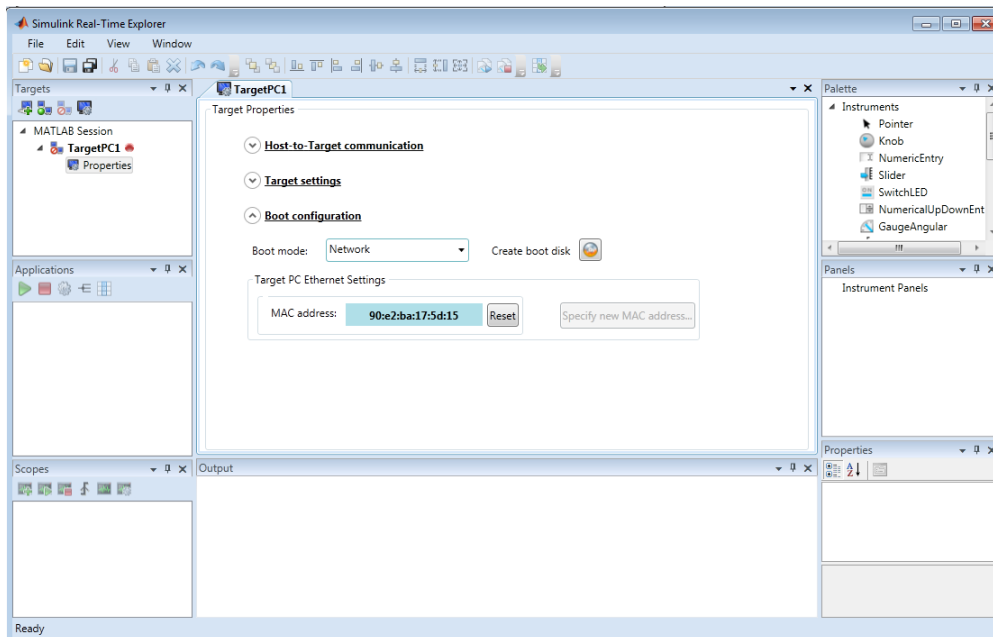 Simulink Real-Time Explorer
File Edit View Window
Targets
MATLAB Session
TargetPC1
Properties
Applications
Scopes
TargetPC1
Target Properties
Host-to-Target communication
Target settings
Boot configuration
Boot mode: Network Create boot disk
Target PC Ethernet Settings
MAC address: 90:e2:ba:17:5d:15 Reset Specify new MAC address...
Output
Palette
Instruments
Pointer
Knob
NumericEntry
Slider
SwitchLED
NumericalUpDownEnt
GaugeAngular
Panels
Instrument Panels
Properties
Ready